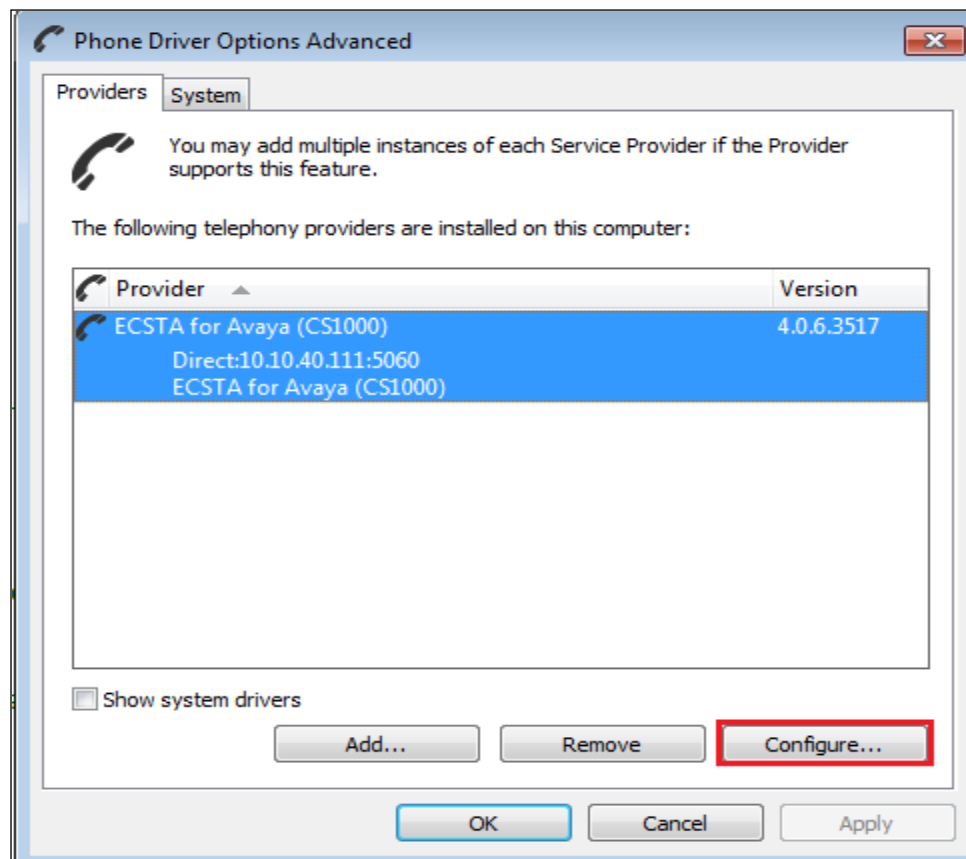 Phone Driver Options Advanced
Providers
System
You may add multiple instances of each Service Provider if the Provider
supports this feature.
The following telephony providers are installed on this computer:
Provider
Version
ECSTA for Avaya (CS1000)
4.0.6.3517
Direct:10.10.40.111:5060
ECSTA for Avaya (CS1000)
Show system drivers
Add...
Remove
Configure...
OK
Cancel
Apply